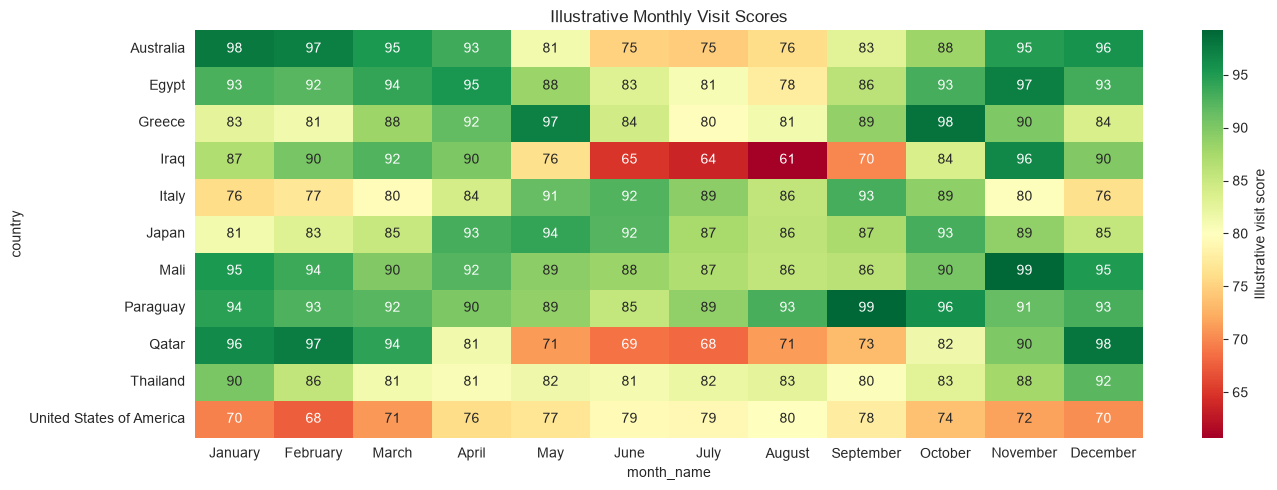 Illustrative Monthly Visit Scores
Australia 98 97 95 93 81 75 75 76 83 88 95 96
Egypt 93 92 94 95 88 83 81 78 86 93 97 93
Greece 83 81 88 92 97 84 80 81 89 98 90 84
Iraq 87 90 92 90 76 65 64 61 70 84 96 90
Italy 76 77 80 84 91 92 89 86 93 89 80 76
Japan 81 83 85 93 94 92 87 86 87 93 89 85
Mali 95 94 90 92 89 88 87 86 86 90 99 95
Paraguay 94 93 92 90 89 85 89 93 99 96 91 93
Qatar 96 97 94 81 71 69 68 71 73 82 90 98
Thailand 90 86 81 81 82 81 82 83 80 83 88 92
United States of America 70 68 71 76 77 79 79 80 78 74 72 70
January February March April May June July August September October November December
month_name
country
95
90
85
80
75
70
65
Illustrative visit score